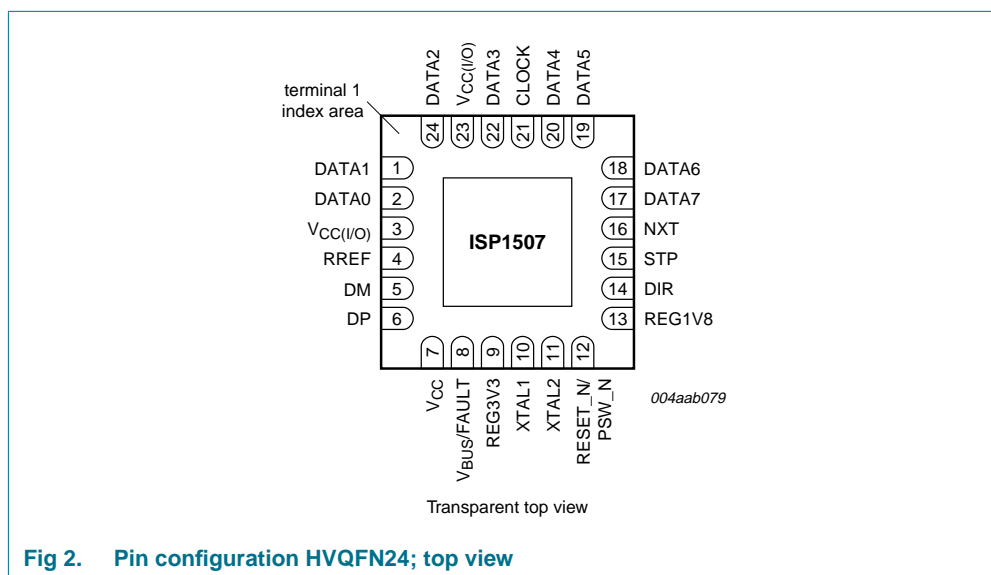 DATA2
VCC(I/O)
DATA3
CLOCK
DATA4
DATA5
terminal 1
index area
24
23
22
21
20
19
DATA1 1
DATA0 2
VCC(I/O) 3
RREF 4
DM 5
DP 6
ISP1507
18 DATA6
17 DATA7
16 NXT
15 STP
14 DIR
13 REG1V8
7
8
9
10
11
12
VCC
VBUS/FAULT
REG3V3
XTAL1
XTAL2
RESET_N/
PSW_N
004aab079
Transparent top view
Fig 2. Pin configuration HVQFN24; top view